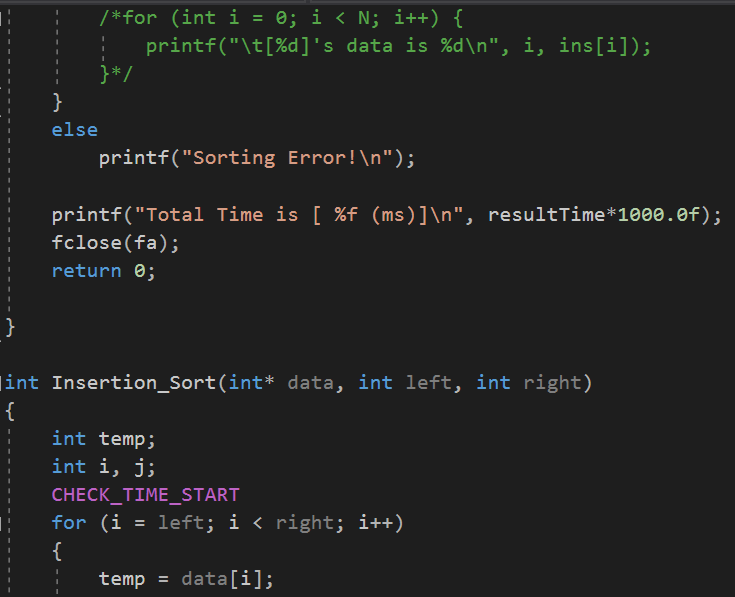 /*for (int i = 0; i < N; i++) {
printf("\t[%d]'s data is %d\n", i, ins[i]);
}*/
}
else
printf("Sorting Error!\n");
printf("Total Time is [ %f (ms)]\n", resultTime*1000.0f);
fclose(fa);
return 0;
}
int Insertion_Sort(int* data, int left, int right)
{
int temp;
int i, j;
CHECK_TIME_START
for (i = left; i < right; i++)
{
temp = data[i];